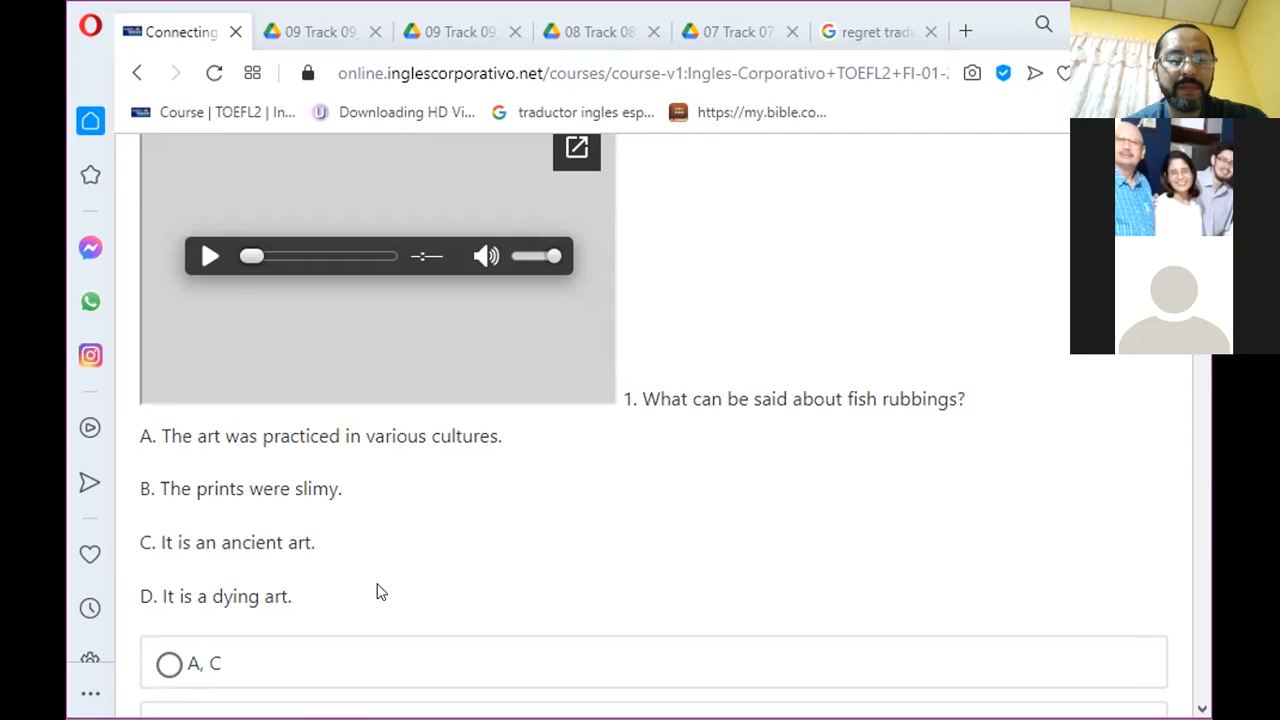 Connecting
09 Track 09
09 Track 09
08 Track 08
07 Track 07
regret trad
online.inglescorporativo.net/courses/course-v1:Ingles-Corporativo+TOEFL2+FI-01-2
Course | TOEFL2 | In...
Downloading HD Vi...
traductor ingles esp...
https://my.bible.co...
-:--
1. What can be said about fish rubbings?
A. The art was practiced in various cultures.
B. The prints were slimy.
C. It is an ancient art.
D. It is a dying art.
A, C